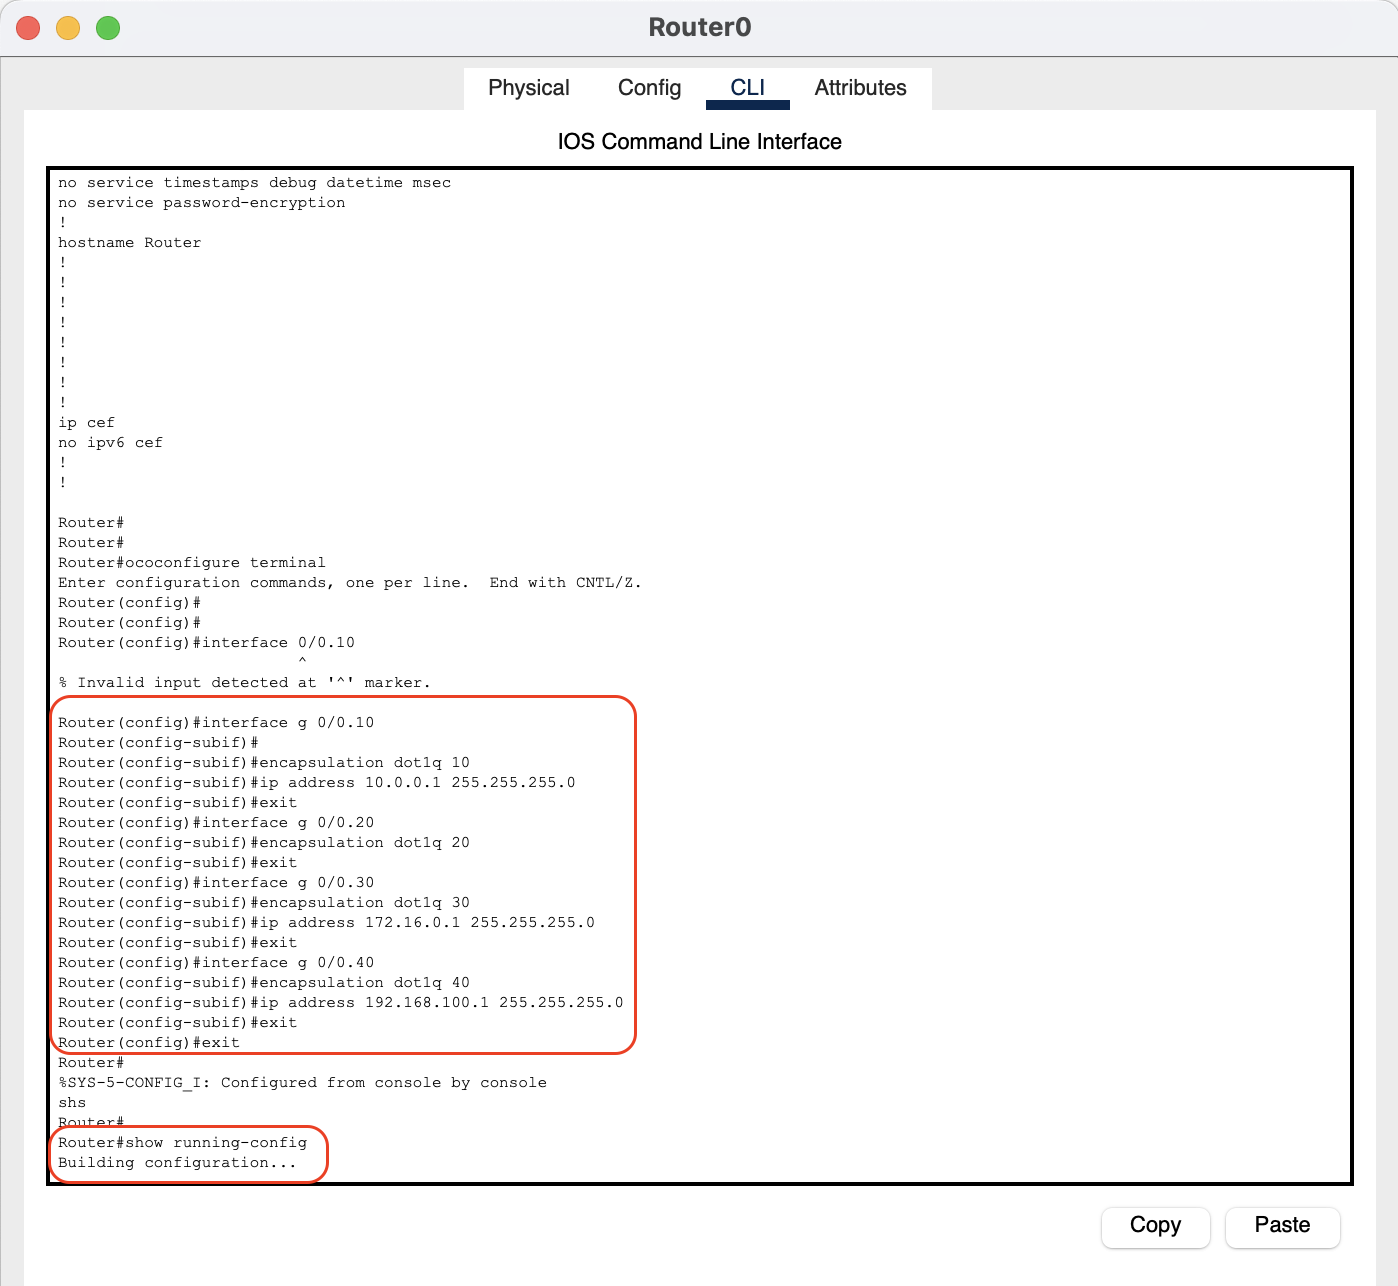 Router0
Physical Config CLI Attributes
IOS Command Line Interface
no service timestamps debug datetime msec
no service password-encryption
!
hostname Router
!
!
!
!
!
!
!
!
ip cef
no ipv6 cef
!
!
Router#
Router#
Router#ococonfigure terminal
Enter configuration commands, one per line.  End with CNTL/Z.
Router(config)#
Router(config)#
Router(config)#interface 0/0.10
^
% Invalid input detected at '^' marker.
Router(config)#interface g 0/0.10
Router(config-subif)#
Router(config-subif)#encapsulation dot1q 10
Router(config-subif)#ip address 10.0.0.1 255.255.255.0
Router(config-subif)#exit
Router(config)#interface g 0/0.20
Router(config-subif)#encapsulation dot1q 20
Router(config-subif)#exit
Router(config)#interface g 0/0.30
Router(config-subif)#encapsulation dot1q 30
Router(config-subif)#ip address 172.16.0.1 255.255.255.0
Router(config-subif)#exit
Router(config)#interface g 0/0.40
Router(config-subif)#encapsulation dot1q 40
Router(config-subif)#ip address 192.168.100.1 255.255.255.0
Router(config-subif)#exit
Router(config)#exit
Router#
%SYS-5-CONFIG_I: Configured from console by console
shs
Router#
Router#show running-config
Building configuration...
Copy Paste